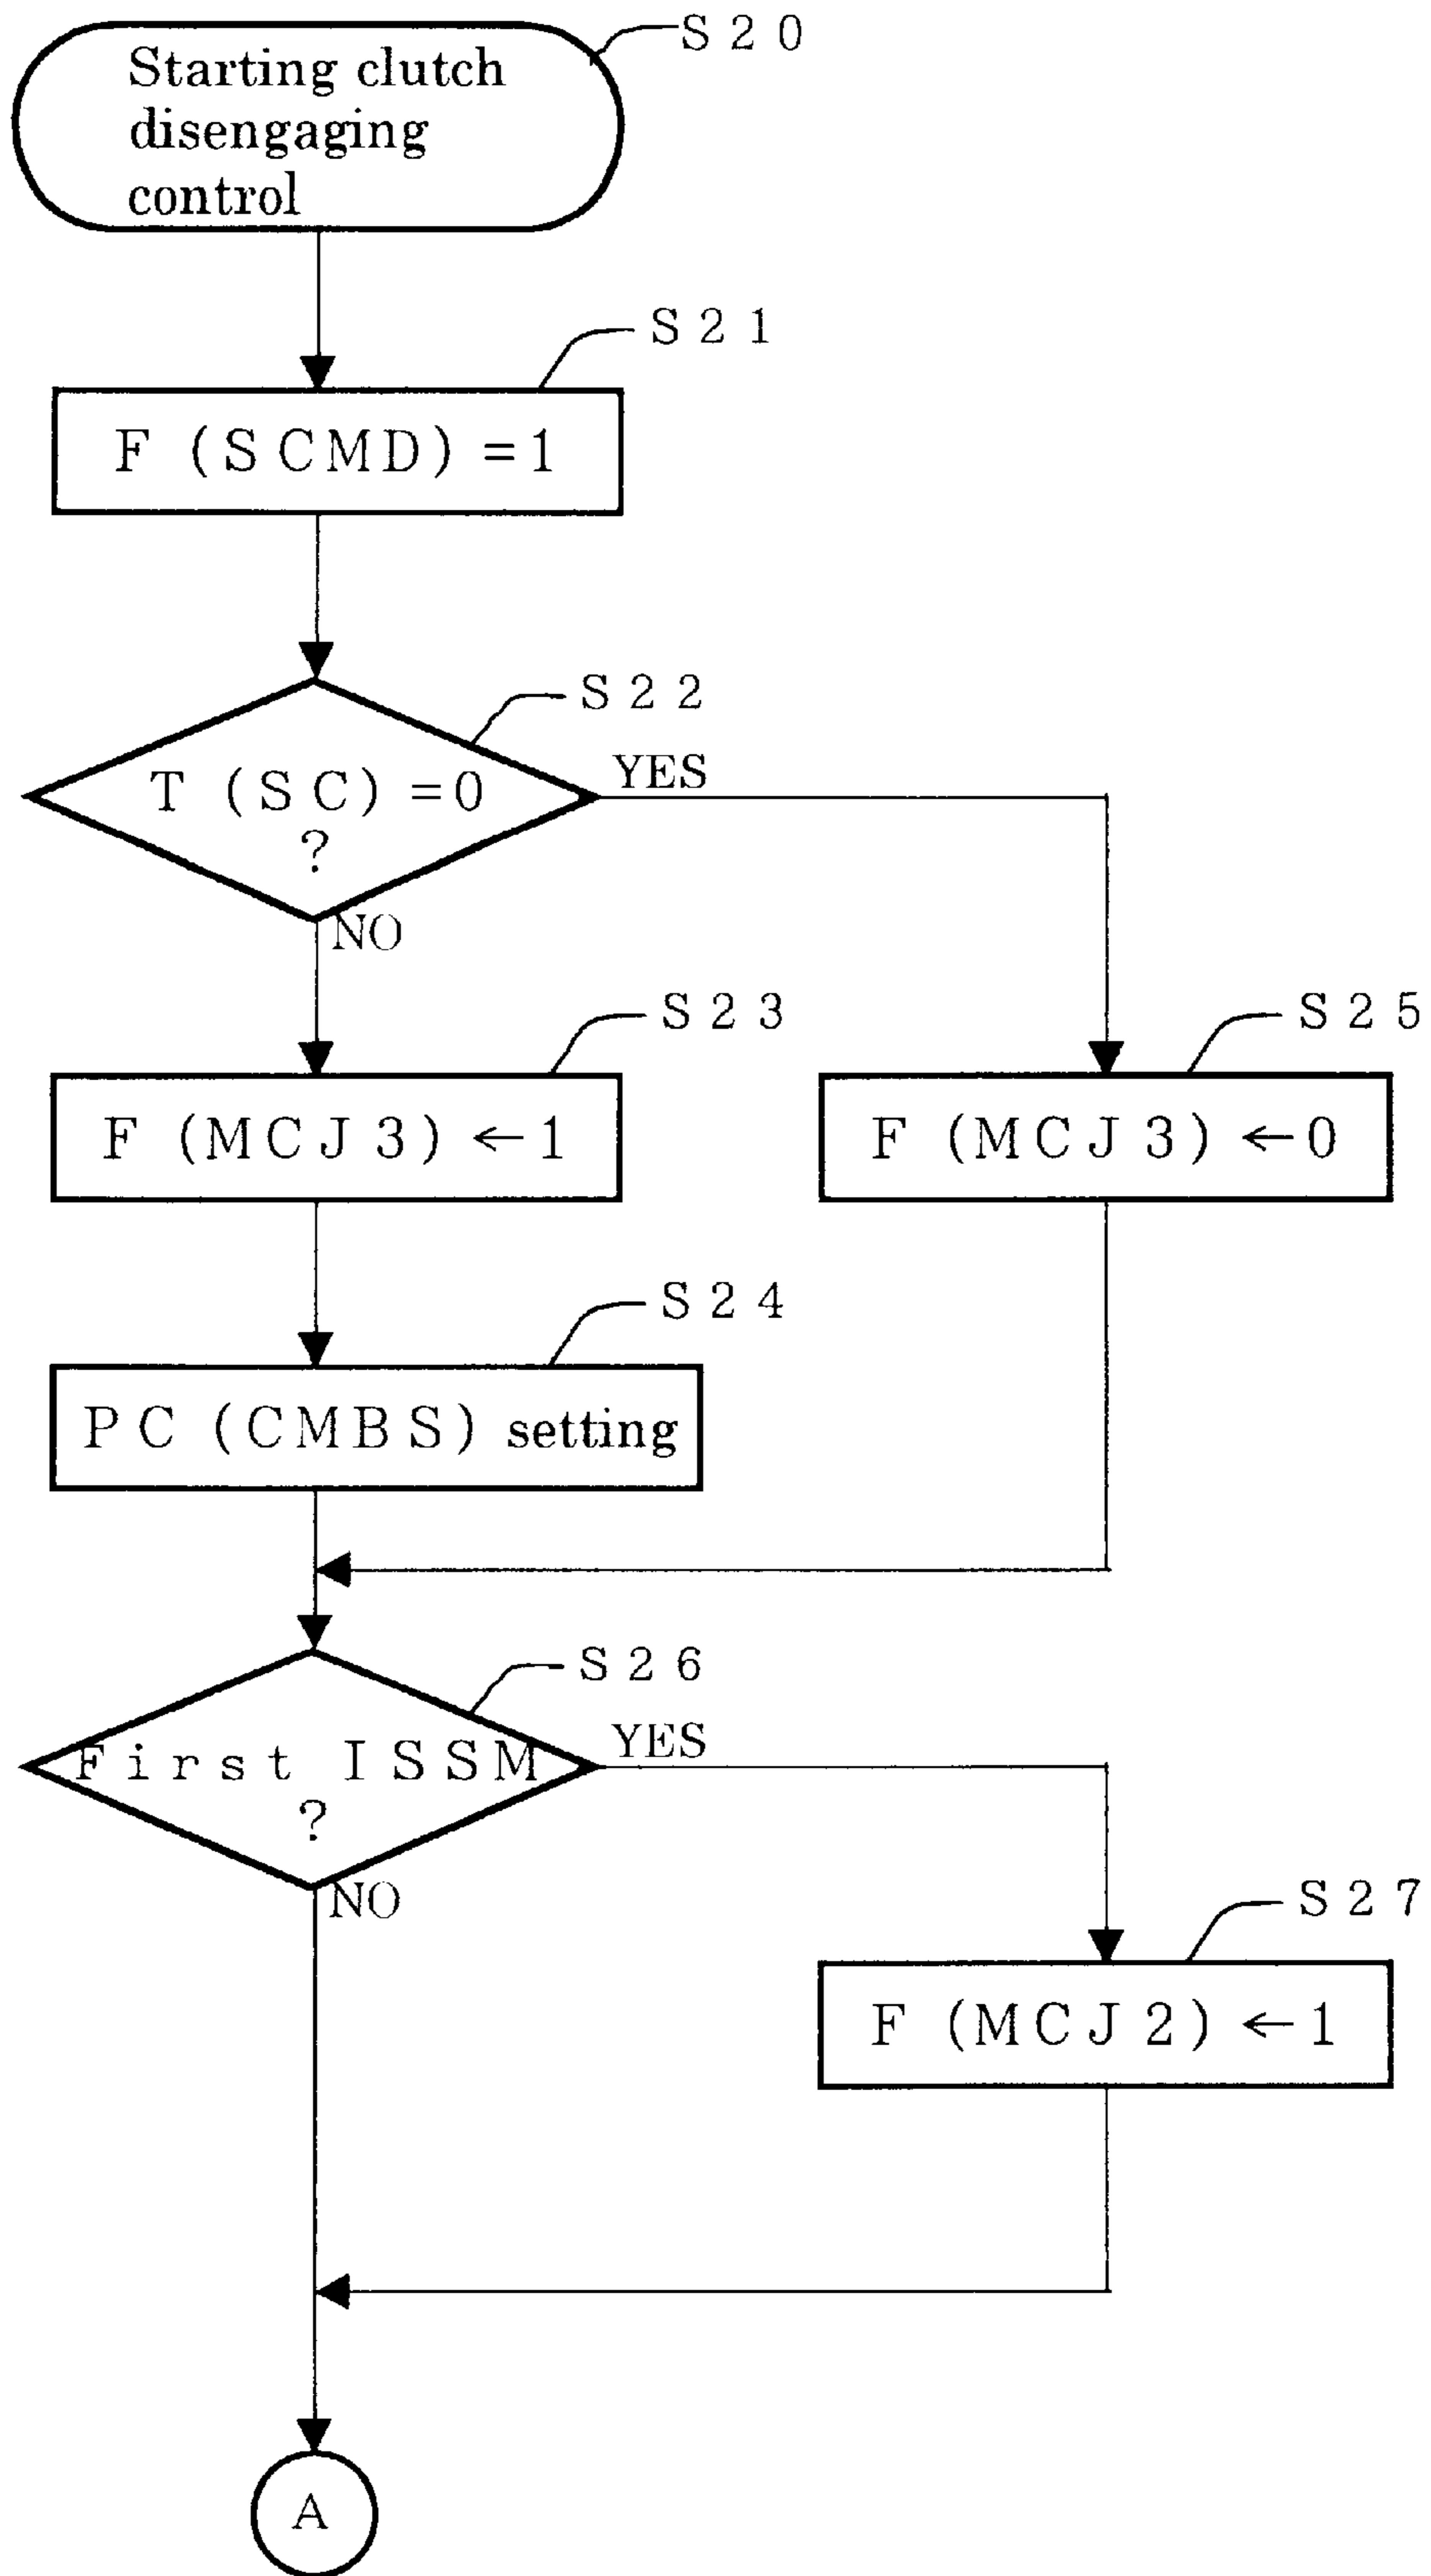 S20
Starting clutch
disengaging
control
S21
F (SCMD) =1
S22
T (SC) =0
?
YES
NO
S23
F (MCJ3) ←1
S25
F (MCJ3) ←0
S24
PC (CMBS) setting
S26
First ISSM
?
YES
NO
S27
F (MCJ2) ←1
A